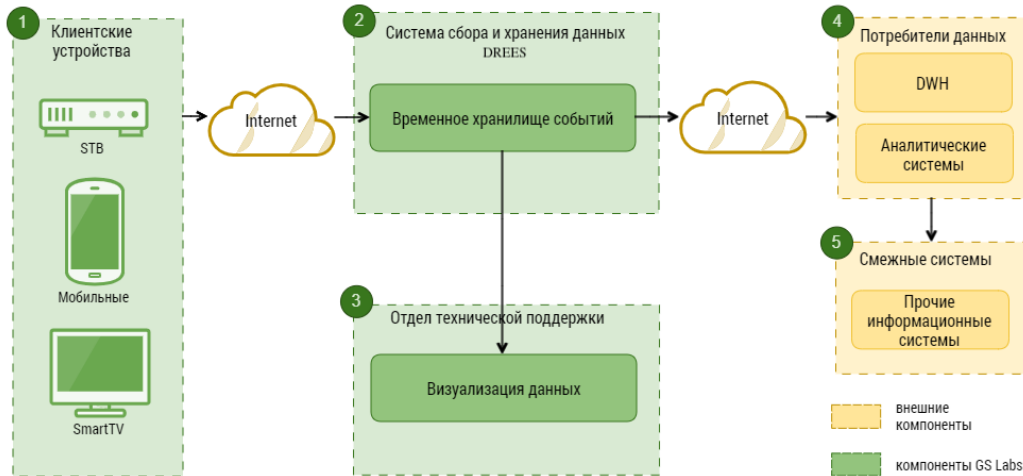 1
Клиентские
устройства
STB
Мобильные
SmartTV
Internet
2
Система сбора и хранения данных
DREES
Временное хранилище событий
3
Отдел технической поддержки
Визуализация данных
Internet
4
Потребители данных
DWH
Аналитические
системы
5
Смежные системы
Прочие
информационные
системы
внешние
компоненты
компоненты GS Labs